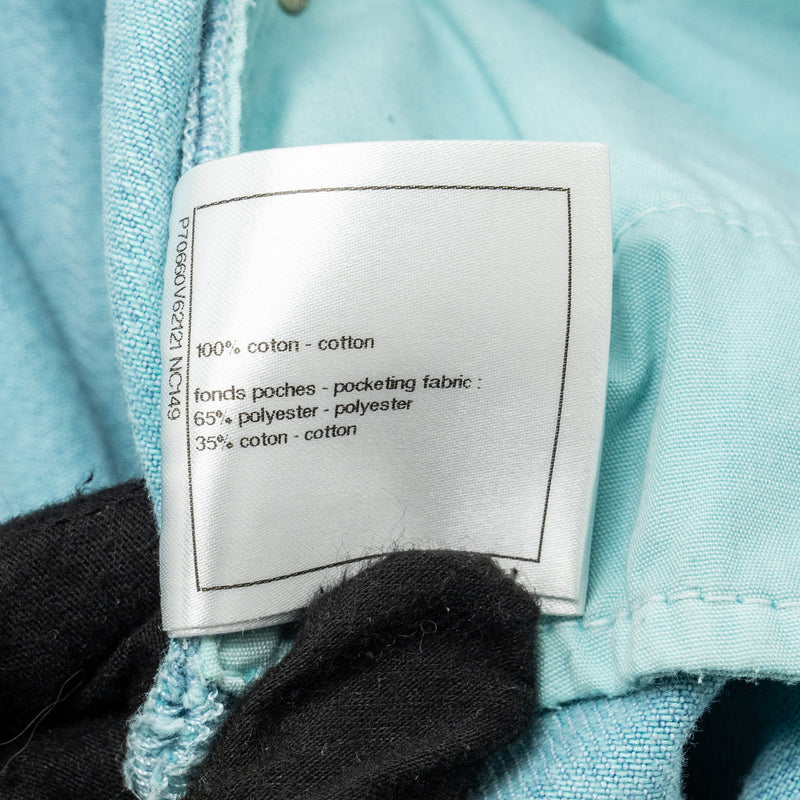 P70660V62121 NC149
100% coton - cotton
fonds poches - pocketing fabric :
65% polyester - polyester
35% coton - cotton